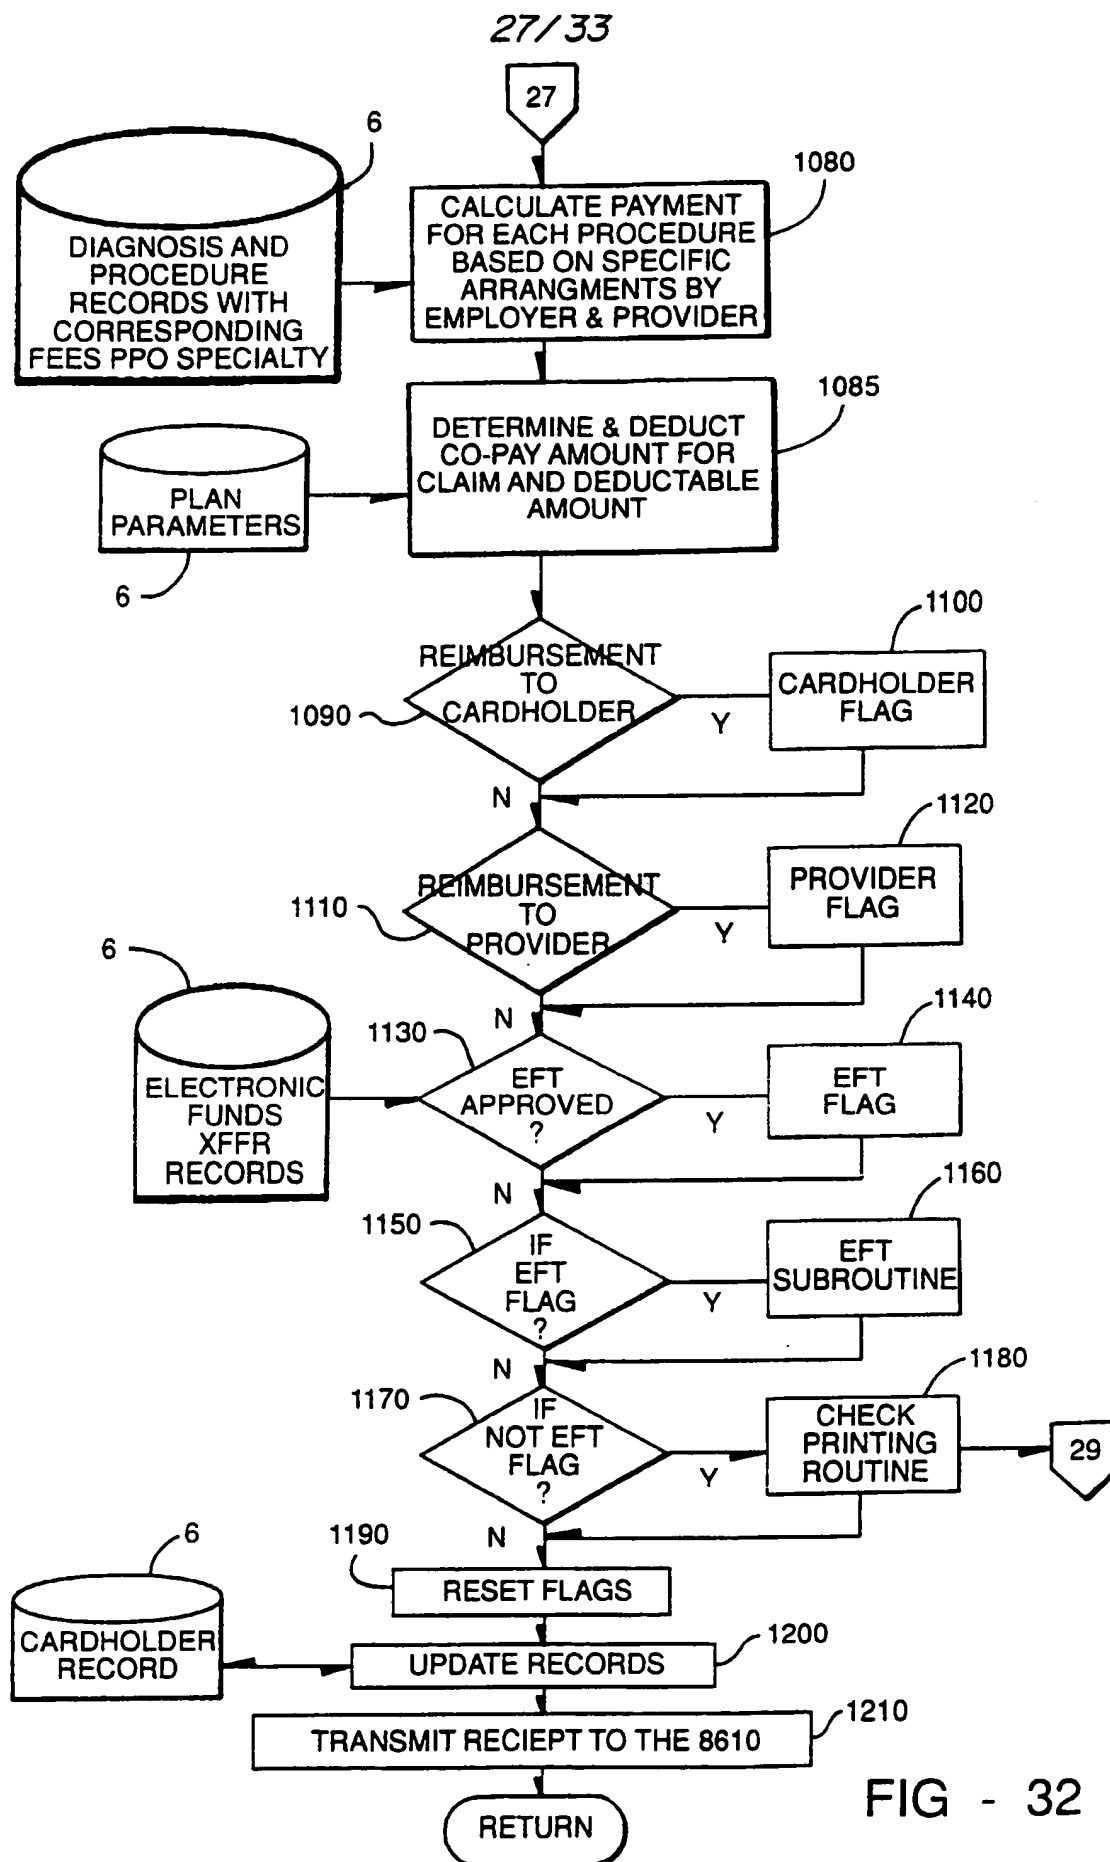 27/33
27
6
1080
CALCULATE PAYMENT
FOR EACH PROCEDURE
BASED ON SPECIFIC
ARRANGMENTS BY
EMPLOYER & PROVIDER
DIAGNOSIS AND
PROCEDURE
RECORDS WITH
CORRESPONDING
FEES PPO SPECIALTY
1085
DETERMINE & DEDUCT
CO-PAY AMOUNT FOR
CLAIM AND DEDUCTABLE
AMOUNT
PLAN
PARAMETERS
6
1100
REIMBURSEMENT
TO
CARDHOLDER
1090
Y
CARDHOLDER
FLAG
N
1120
REIMBURSEMENT
TO
PROVIDER
1110
Y
PROVIDER
FLAG
6
N
1130
1140
ELECTRONIC
FUNDS
XFFR
RECORDS
EFT
APPROVED
?
Y
EFT
FLAG
N
1150
1160
IF
EFT
FLAG
?
Y
EFT
SUBROUTINE
N
1170
1180
IF
NOT EFT
FLAG
?
Y
CHECK
PRINTING
ROUTINE
29
N
1190
6
RESET FLAGS
CARDHOLDER
RECORD
1200
UPDATE RECORDS
1210
TRANSMIT RECIEPT TO THE 8610
RETURN
FIG - 32